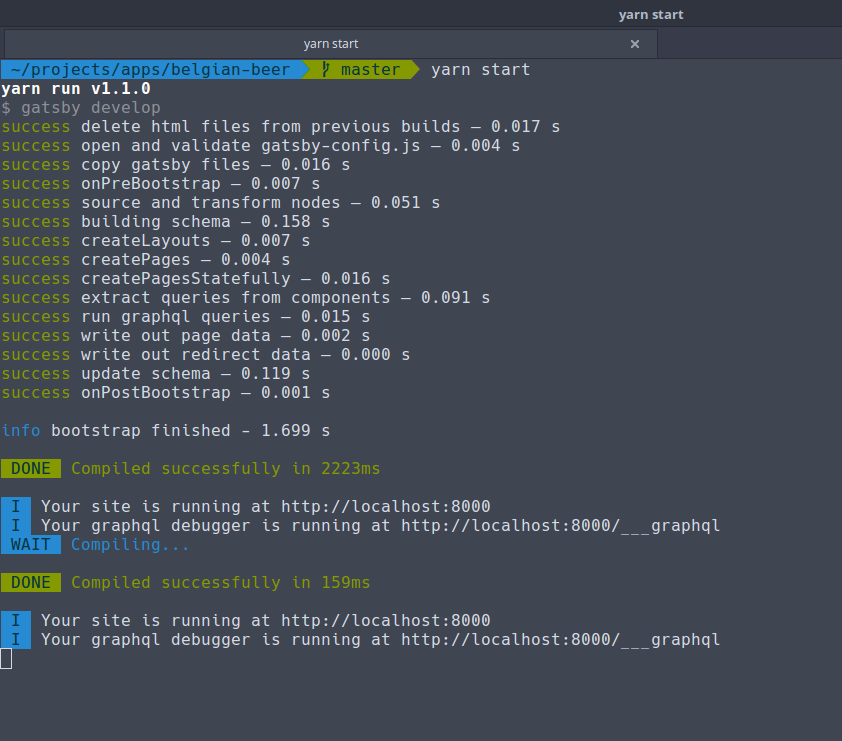 yarn start
yarn start ×
~/projects/apps/belgian-beer master yarn start
yarn run v1.1.0
$ gatsby develop
success delete html files from previous builds — 0.017 s
success open and validate gatsby-config.js — 0.004 s
success copy gatsby files — 0.016 s
success onPreBootstrap — 0.007 s
success source and transform nodes — 0.051 s
success building schema — 0.158 s
success createLayouts — 0.007 s
success createPages — 0.004 s
success createPagesStatefully — 0.016 s
success extract queries from components — 0.091 s
success run graphql queries — 0.015 s
success write out page data — 0.002 s
success write out redirect data — 0.000 s
success update schema — 0.119 s
success onPostBootstrap — 0.001 s
info bootstrap finished - 1.699 s
DONE Compiled successfully in 2223ms
I Your site is running at http://localhost:8000
I Your graphql debugger is running at http://localhost:8000/___graphql
WAIT Compiling...
DONE Compiled successfully in 159ms
I Your site is running at http://localhost:8000
I Your graphql debugger is running at http://localhost:8000/___graphql